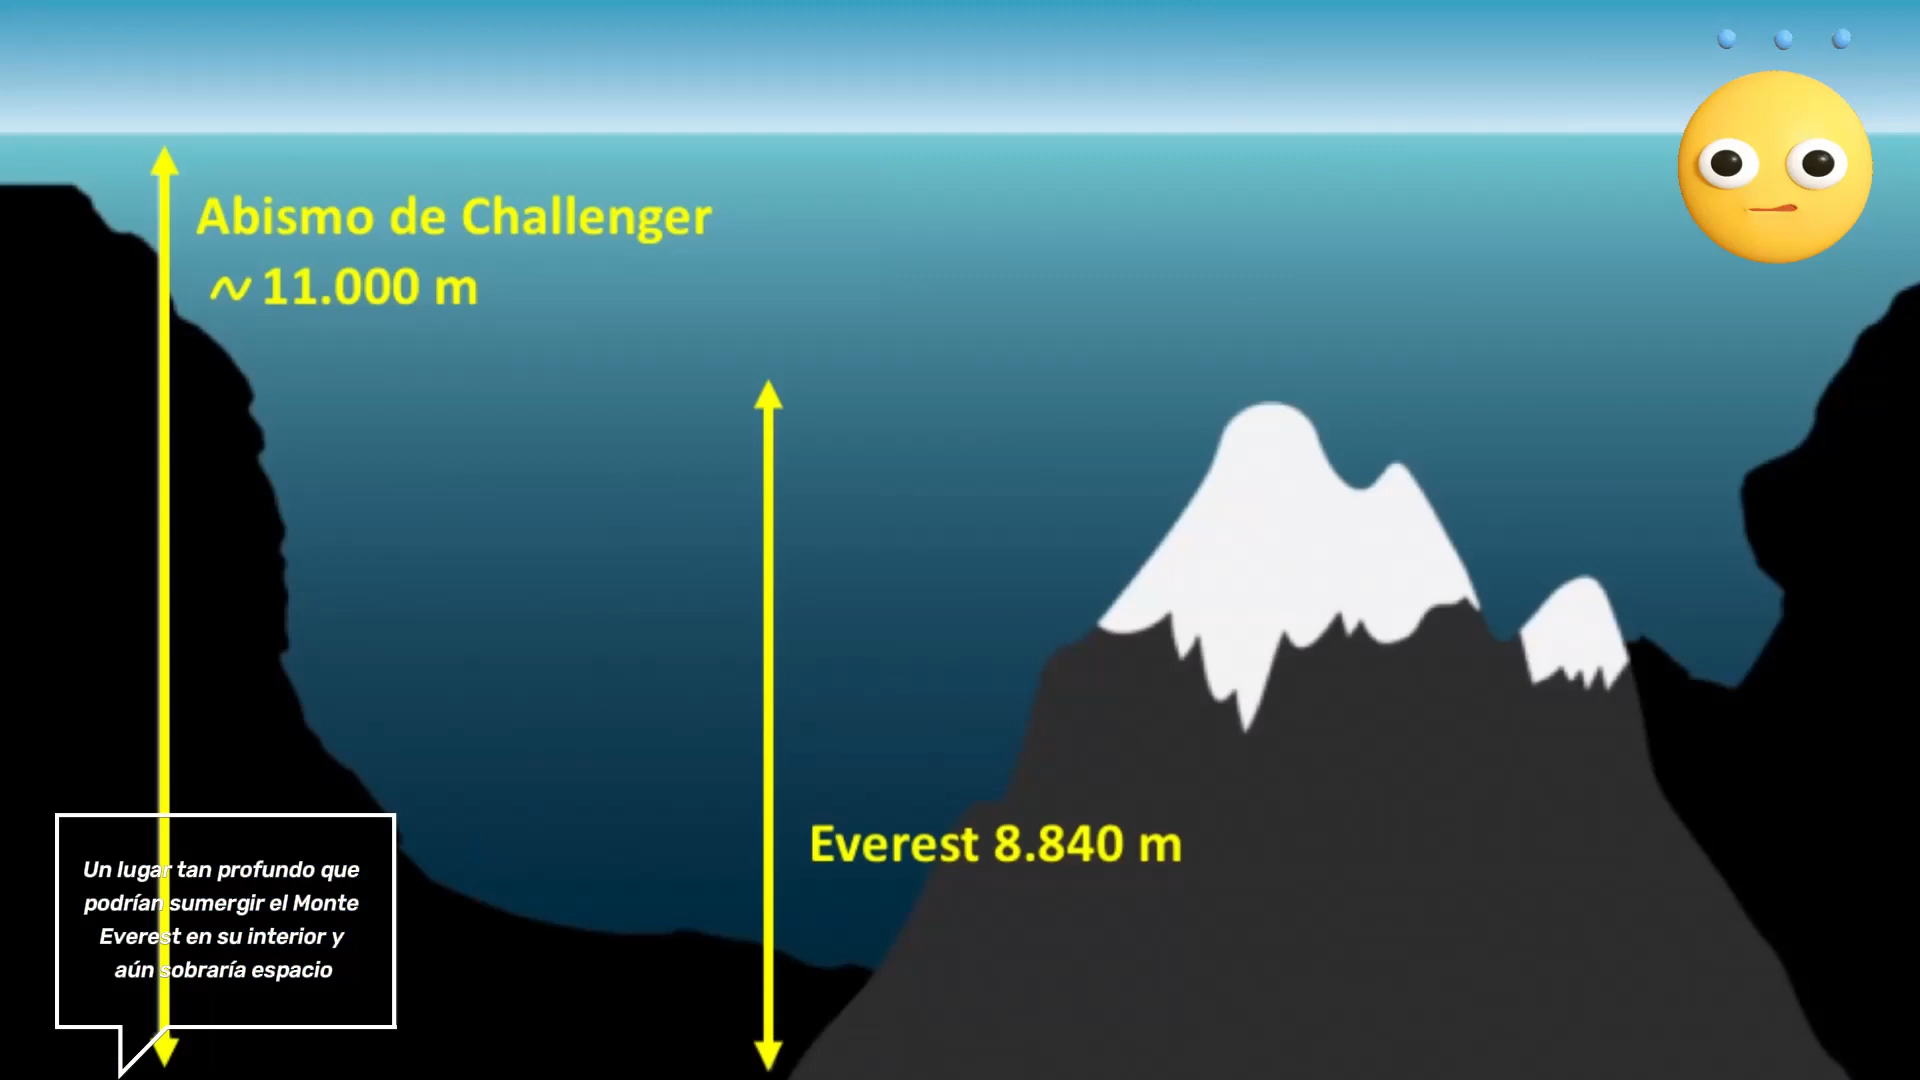 Abismo de Challenger
~ 11.000 m
Everest 8.840 m
Un lugar tan profundo que
podrían sumergir el Monte
Everest en su interior y
aún sobraría espacio